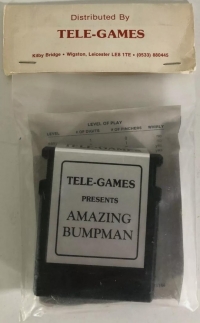 Distributed By
TELE-GAMES
Kilby Bridge • Wigston, Leicester LE8 1TE • (0533) 880445
LEVEL OF PLAY
LEVEL
TELE-GAMES
PRESENTS
AMAZING
BUMPMAN